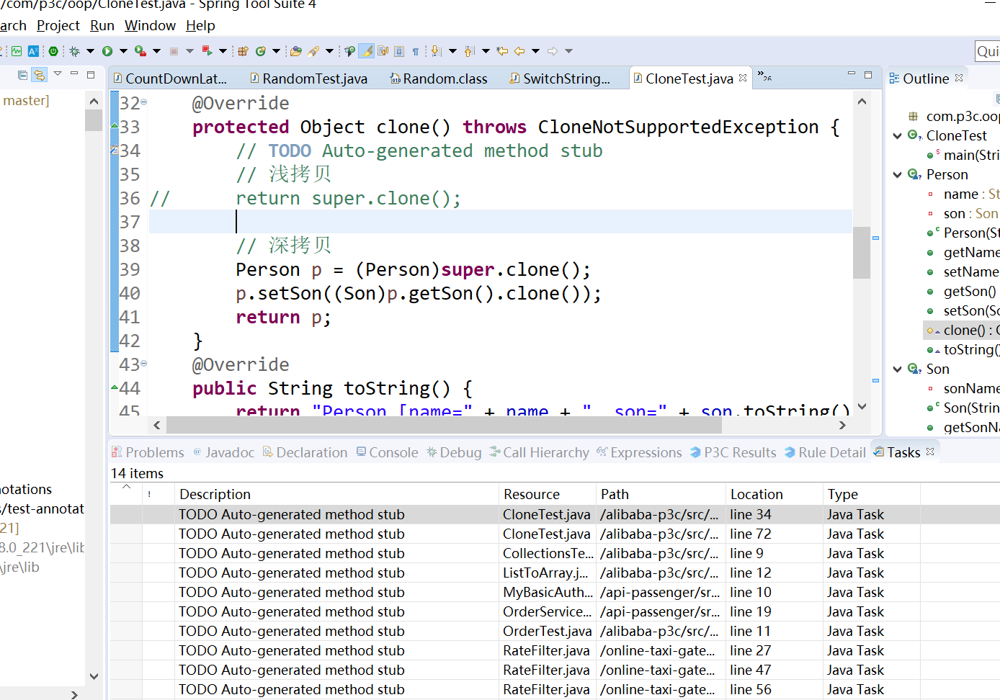 /com/p3c/oop/CloneTest.java - Spring Tool Suite 4
arch Project Run Window Help
Qui
CountDownLat... RandomTest.java Random.class SwitchString... CloneTest.java »26
Outline
master]
32 @Override
33 protected Object clone() throws CloneNotSupportedException {
34 // TODO Auto-generated method stub
35 // 浅拷贝
36 // return super.clone();
37
38 // 深拷贝
39 Person p = (Person)super.clone();
40 p.setSon((Son)p.getSon().clone());
41 return p;
42 }
43 @Override
44 public String toString() {
45 return "Person [name=" + name + ", son=" + son.toString()
com.p3c.oop
CloneTest
main(Stri
Person
name : St
son : Son
Person(St
getName
setName
getSon()
setSon(So
clone() : O
toString()
Son
sonName
Son(Strin
getSonNa
otations
s/test-annotat
21]
8.0_221\jre\lib
\jre\lib
Problems @ Javadoc Declaration Console Debug Call Hierarchy Expressions P3C Results Rule Detail Tasks
14 items
! Description Resource Path Location Type
TODO Auto-generated method stub CloneTest.java /alibaba-p3c/src/... line 34 Java Task
TODO Auto-generated method stub CloneTest.java /alibaba-p3c/src/... line 72 Java Task
TODO Auto-generated method stub CollectionsTe... /alibaba-p3c/src/... line 9 Java Task
TODO Auto-generated method stub ListToArray.j... /alibaba-p3c/src/... line 12 Java Task
TODO Auto-generated method stub MyBasicAuth... /api-passenger/sr... line 10 Java Task
TODO Auto-generated method stub OrderService... /api-passenger/sr... line 19 Java Task
TODO Auto-generated method stub OrderTest.java /alibaba-p3c/src/... line 11 Java Task
TODO Auto-generated method stub RateFilter.java /online-taxi-gate... line 27 Java Task
TODO Auto-generated method stub RateFilter.java /online-taxi-gate... line 47 Java Task
TODO Auto-generated method stub RateFilter.java /online-taxi-gate... line 56 Java Task